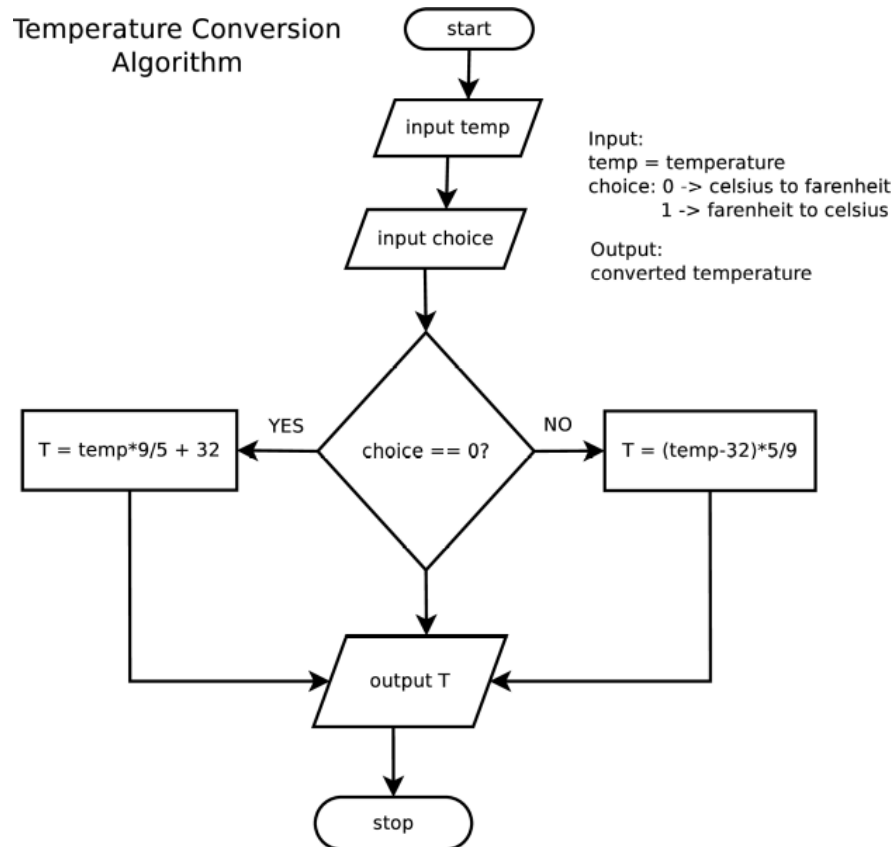 Temperature Conversion
Algorithm
start
input temp
Input:
temp = temperature
choice: 0 -> celsius to farenheit
1 -> farenheit to celsius
input choice
Output:
converted temperature
YES
NO
T = temp*9/5 + 32
choice == 0?
T = (temp-32)*5/9
output T
stop